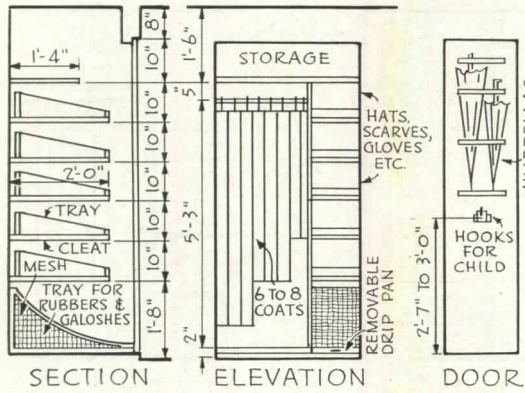 8"
1'-4"
10"
10"
10"
10"
2'-0"
10"
TRAY
10"
CLEAT
10"
MESH
TRAY FOR
RUBBERS &
GALOSHES
1'-8"
SECTION
1'-6"
STORAGE
5"
HATS,
SCARVES,
GLOVES
ETC.
5'-3"
6 TO 8
COATS
2"
REMOVABLE
DRIP PAN
ELEVATION
HOOKS
FOR
CHILD
2'-7" TO 3'-0"
DOOR